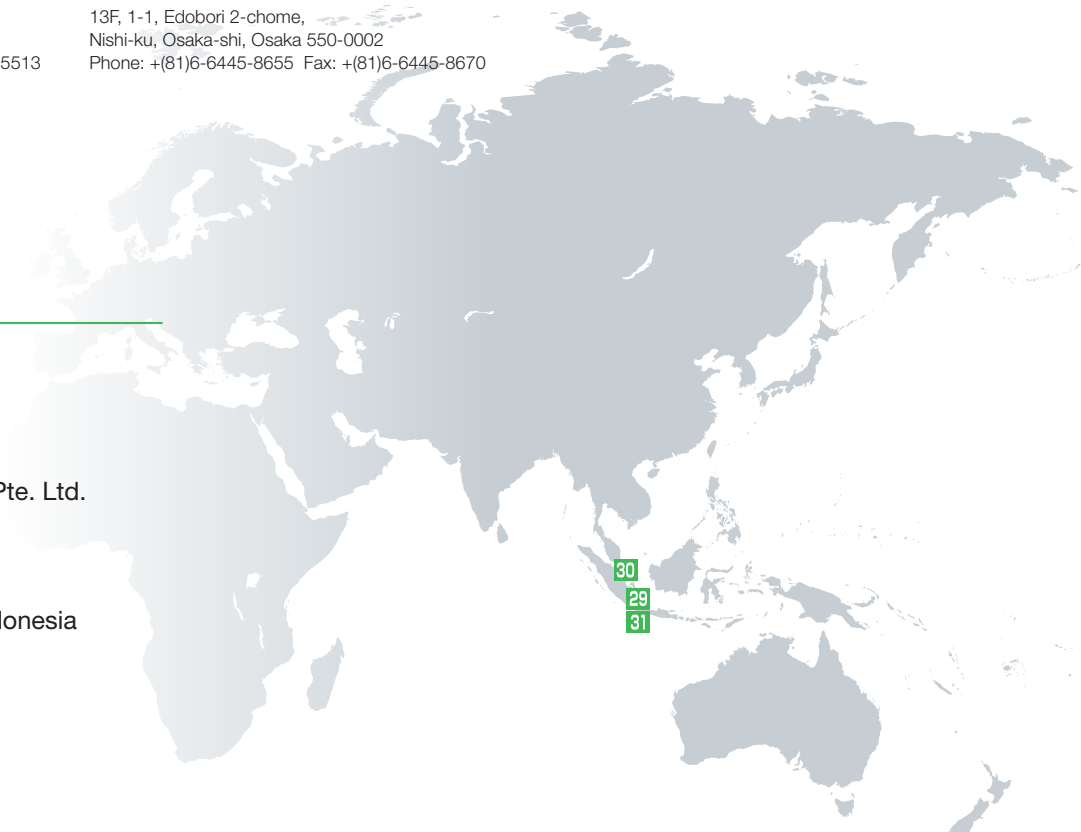 13F, 1-1, Edobori 2-chome,
Nishi-ku, Osaka-shi, Osaka 550-0002
5513 Phone: +(81)6-6445-8655 Fax: +(81)6-6445-8670
Pte. Ltd.
30
29
donesia
31